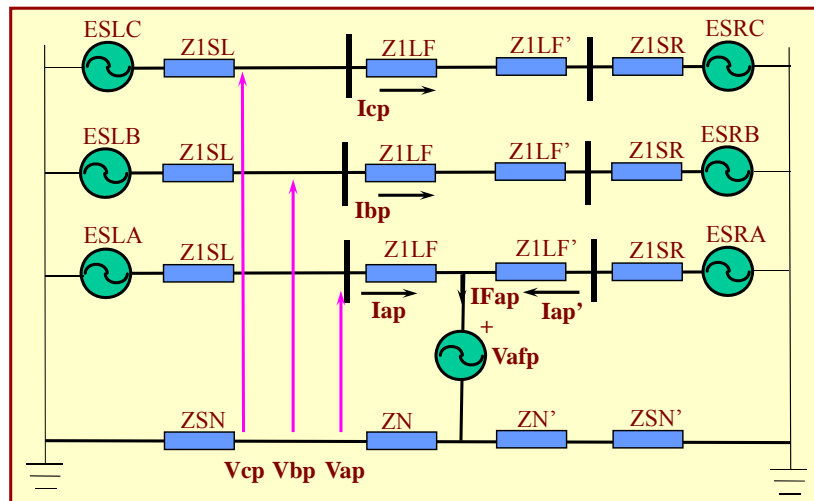 ESLC Z1SL Z1LF Z1LF' Z1SR ESRC
Icp
ESLB Z1SL Z1LF Z1LF' Z1SR ESRB
Ibp
ESLA Z1SL Z1LF Z1LF' Z1SR ESRA
Iap IFap Iap'
+
Vafp
ZSN ZN ZN' ZSN'
Vcp Vbp Vap